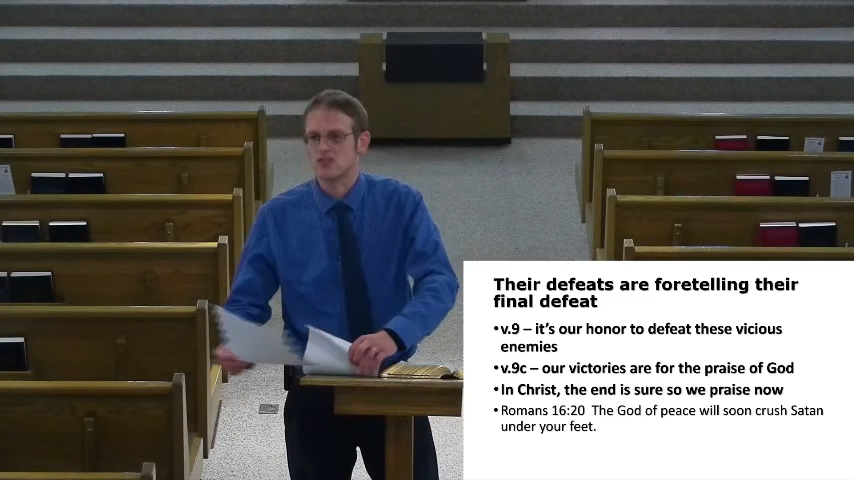 Their defeats are foretelling their
final defeat
•v.9 – it’s our honor to defeat these vicious
enemies
•v.9c – our victories are for the praise of God
•In Christ, the end is sure so we praise now
•Romans 16:20 The God of peace will soon crush Satan
under your feet.